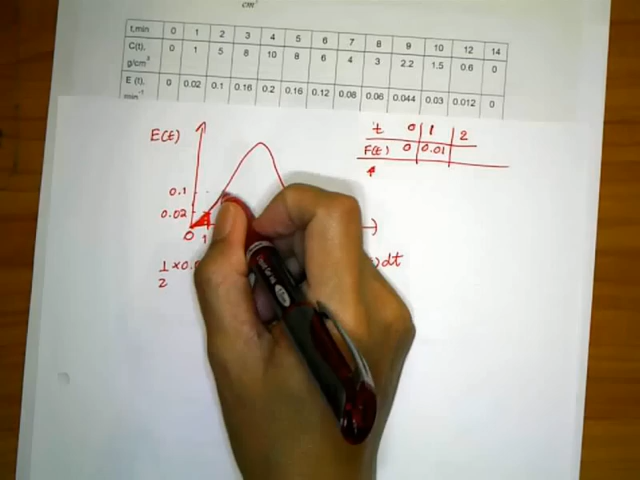 cm³
t,min 0 1 2 3 4 5 6 7 8 9 10 12 14
C(t), g/cm³ 0 1 5 8 10 8 6 4 3 2.2 1.5 0.6 0
E (t), min⁻¹ 0 0.02 0.1 0.16 0.2 0.16 0.12 0.08 0.06 0.044 0.03 0.012 0
E(t)
t 0 1 2
F(t) 0 0.01
0.1
0.02
0 1
1/2 ×0.0
dt